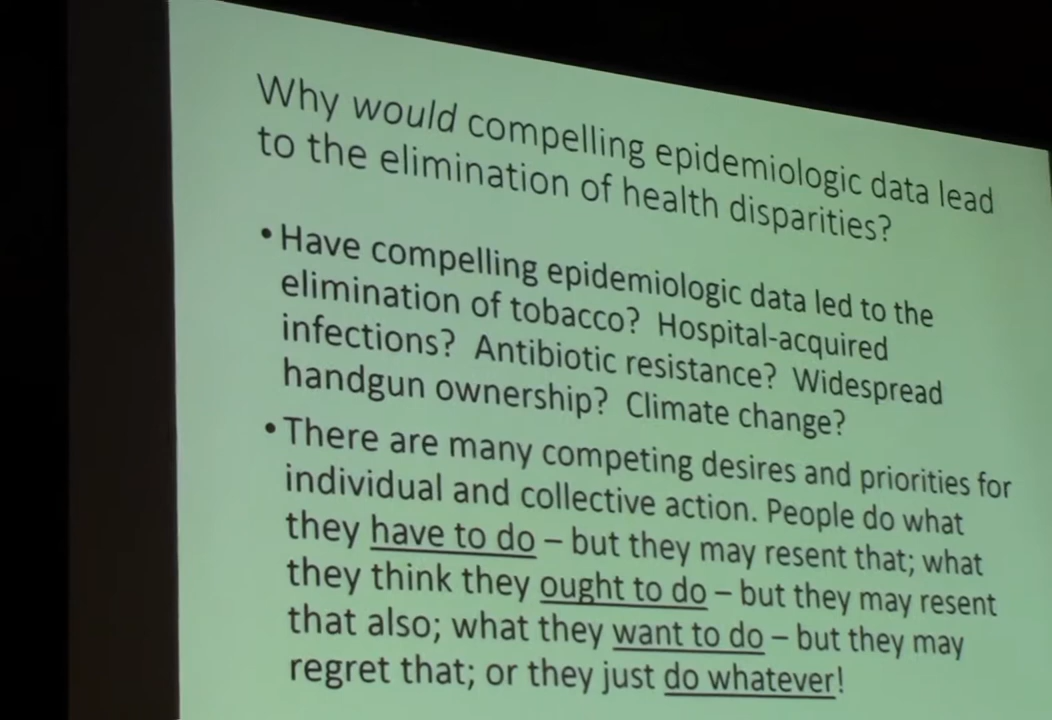 Why would compelling epidemiologic data lead
to the elimination of health disparities?
• Have compelling epidemiologic data led to the
elimination of tobacco? Hospital-acquired
infections? Antibiotic resistance? Widespread
handgun ownership? Climate change?
• There are many competing desires and priorities for
individual and collective action. People do what
they have to do – but they may resent that; what
they think they ought to do – but they may resent
that also; what they want to do – but they may
regret that; or they just do whatever!